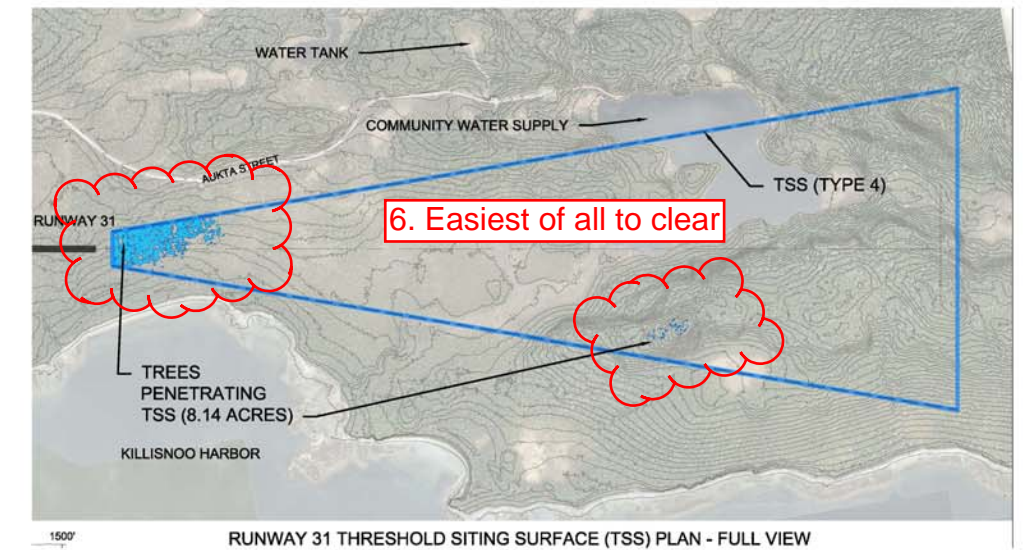 WATER TANK
COMMUNITY WATER SUPPLY
AUKTA STREET
TSS (TYPE 4)
RUNWAY 31
6. Easiest of all to clear
TREES
PENETRATING
TSS (8.14 ACRES)
KILLISNOO HARBOR
1500'
RUNWAY 31 THRESHOLD SITING SURFACE (TSS) PLAN - FULL VIEW